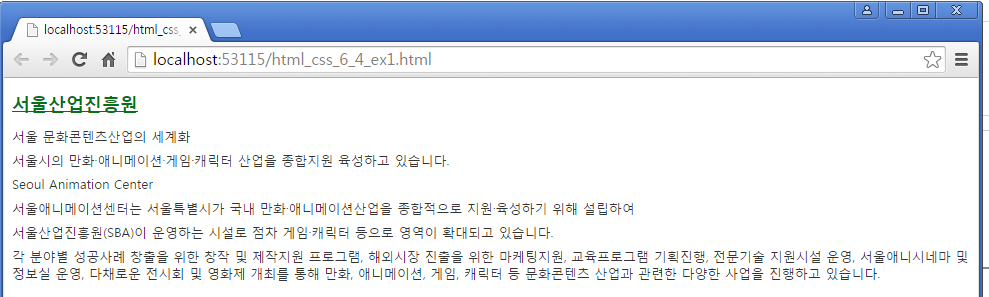 localhost:53115/html_css_
localhost:53115/html_css_6_4_ex1.html
서울산업진흥원
서울 문화콘텐츠산업의 세계화
서울시의 만화·애니메이션·게임·캐릭터 산업을 종합지원 육성하고 있습니다.
Seoul Animation Center
서울애니메이션센터는 서울특별시가 국내 만화·애니메이션산업을 종합적으로 지원·육성하기 위해 설립하여
서울산업진흥원(SBA)이 운영하는 시설로 점차 게임·캐릭터 등으로 영역이 확대되고 있습니다.
각 분야별 성공사례 창출을 위한 창작 및 제작지원 프로그램, 해외시장 진출을 위한 마케팅지원, 교육프로그램 기획진행, 전문기술 지원시설 운영, 서울애니시네마 및
정보실 운영, 다채로운 전시회 및 영화제 개최를 통해 만화, 애니메이션, 게임, 캐릭터 등 문화콘텐츠 산업과 관련한 다양한 사업을 진행하고 있습니다.